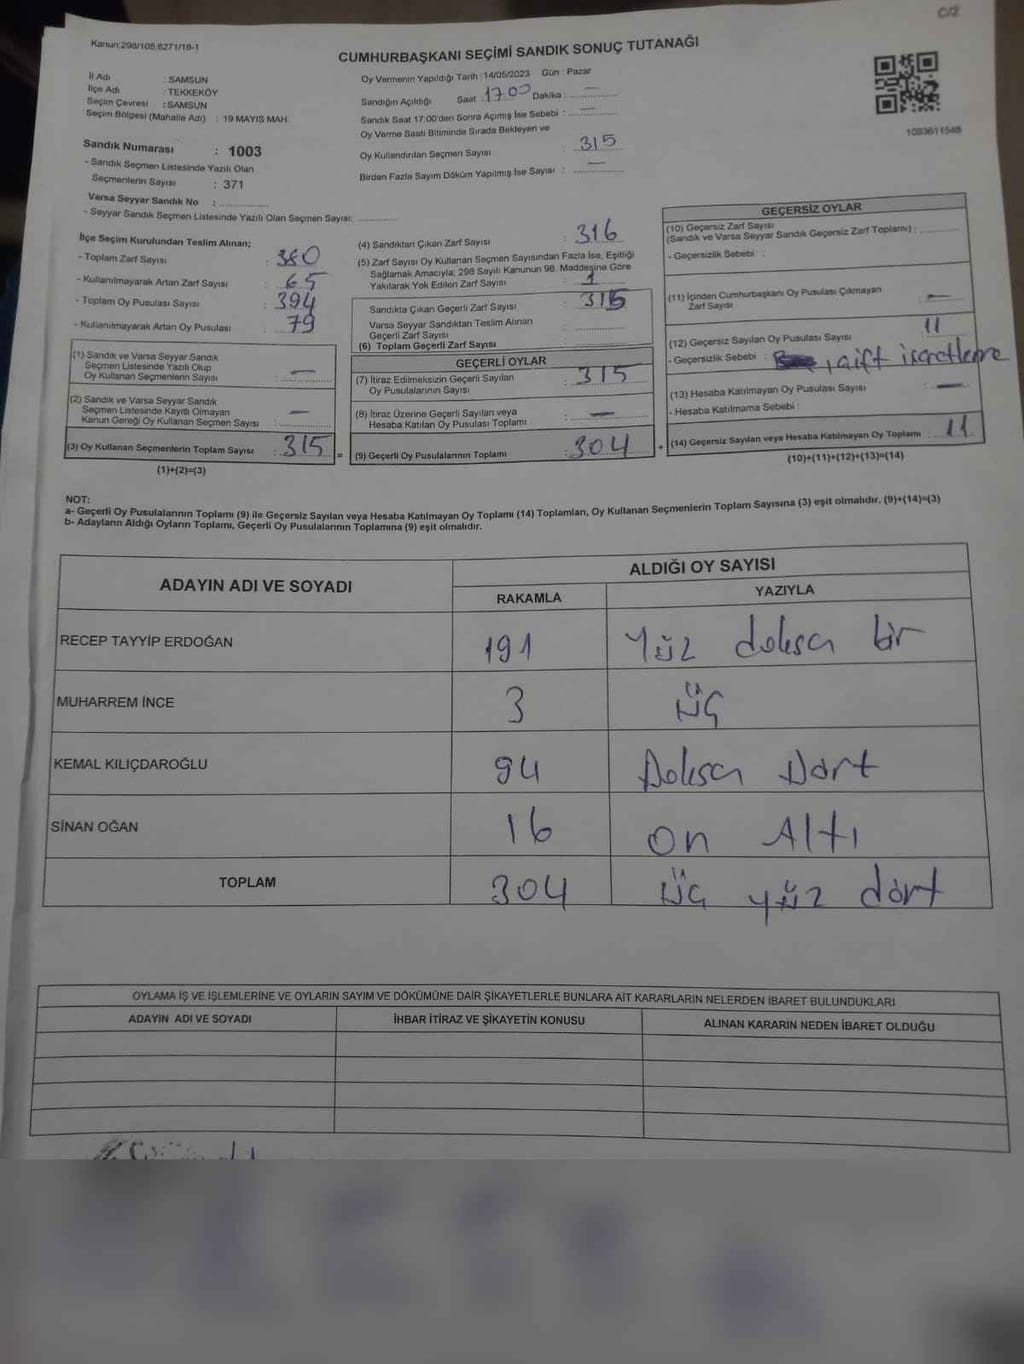 C/2
Kanun:298/105,6271/18-1
CUMHURBAŞKANI SEÇİMİ SANDIK SONUÇ TUTANAĞI
İl Adı : SAMSUN
İlçe Adı : TEKKEKÖY
Seçim Çevresi : SAMSUN
Seçim Bölgesi (Mahalle Adı) : 19 MAYIS MAH.
Sandık Numarası : 1003
- Sandık Seçmen Listesinde Yazılı Olan
Seçmenlerin Sayısı : 371
Varsa Seyyar Sandık No :
- Seyyar Sandık Seçmen Listesinde Yazılı Olan Seçmen Sayısı:
Oy Vermenin Yapıldığı Tarih :14/05/2023 Gün : Pazar
Sandığın Açıldığı Saat : 17.00 Dakika : —
Sandık Saat 17:00'den Sonra Açılmış İse Sebebi : —
Oy Verme Saati Bitiminde Sırada Bekleyen ve
Oy Kullandırılan Seçmen Sayısı : 315
Birden Fazla Sayım Döküm Yapılmış İse Sayısı : —
1093611548
İlçe Seçim Kurulundan Teslim Alınan;
- Toplam Zarf Sayısı : 380
- Kullanılmayarak Artan Zarf Sayısı : 65
- Toplam Oy Pusulası Sayısı : 394
- Kullanılmayarak Artan Oy Pusulası : 79
(1) Sandık ve Varsa Seyyar Sandık
Seçmen Listesinde Yazılı Olup
Oy Kullanan Seçmenlerin Sayısı : —
(2) Sandık ve Varsa Seyyar Sandık
Seçmen Listesinde Kayıtlı Olmayan
Kanun Gereği Oy Kullanan Seçmen Sayısı : —
(3) Oy Kullanan Seçmenlerin Toplam Sayısı : 315 =
(1)+(2)=(3)
(4) Sandıktan Çıkan Zarf Sayısı : 316
(5) Zarf Sayısı Oy Kullanan Seçmen Sayısından Fazla İse, Eşitliği
Sağlamak Amacıyla; 298 Sayılı Kanunun 98. Maddesine Göre
Yakılarak Yok Edilen Zarf Sayısı : 1
Sandıkta Çıkan Geçerli Zarf Sayısı : 315
Varsa Seyyar Sandıktan Teslim Alınan
Geçerli Zarf Sayısı :
(6) Toplam Geçerli Zarf Sayısı :
GEÇERLİ OYLAR
(7) İtiraz Edilmeksizin Geçerli Sayılan
Oy Pusulalarının Sayısı : 315
(8) İtiraz Üzerine Geçerli Sayılan veya
Hesaba Katılan Oy Pusulası Toplamı : —
(9) Geçerli Oy Pusulalarının Toplamı : 304 +
GEÇERSİZ OYLAR
(10) Geçersiz Zarf Sayısı
(Sandık ve Varsa Seyyar Sandık Geçersiz Zarf Toplamı) :
- Geçersizlik Sebebi :
(11) İçinden Cumhurbaşkanı Oy Pusulası Çıkmayan
Zarf Sayısı : —
(12) Geçersiz Sayılan Oy Pusulası Sayısı : 11
- Geçersizlik Sebebi : , çift işaretleme
(13) Hesaba Katılmayan Oy Pusulası Sayısı : —
- Hesaba Katılmama Sebebi :
(14) Geçersiz Sayılan veya Hesaba Katılmayan Oy Toplamı : 11
(10)+(11)+(12)+(13)=(14)
NOT:
a- Geçerli Oy Pusulalarının Toplamı (9) ile Geçersiz Sayılan veya Hesaba Katılmayan Oy Toplamı (14) Toplamları, Oy Kullanan Seçmenlerin Toplam Sayısına (3) eşit olmalıdır. (9)+(14)=(3)
b- Adayların Aldığı Oyların Toplamı, Geçerli Oy Pusulalarının Toplamına (9) eşit olmalıdır.
ADAYIN ADI VE SOYADI
ALDIĞI OY SAYISI
RAKAMLA YAZIYLA
RECEP TAYYİP ERDOĞAN 191 Yüz doksan bir
MUHARREM İNCE 3 ÜÇ
KEMAL KILIÇDAROĞLU 94 Doksan Dört
SİNAN OĞAN 16 On Altı
TOPLAM 304 üç yüz dört
OYLAMA İŞ VE İŞLEMLERİNE VE OYLARIN SAYIM VE DÖKÜMÜNE DAİR ŞİKAYETLERLE BUNLARA AİT KARARLARIN NELERDEN İBARET BULUNDUKLARI
ADAYIN ADI VE SOYADI İHBAR İTİRAZ VE ŞİKAYETİN KONUSU ALINAN KARARIN NEDEN İBARET OLDUĞU